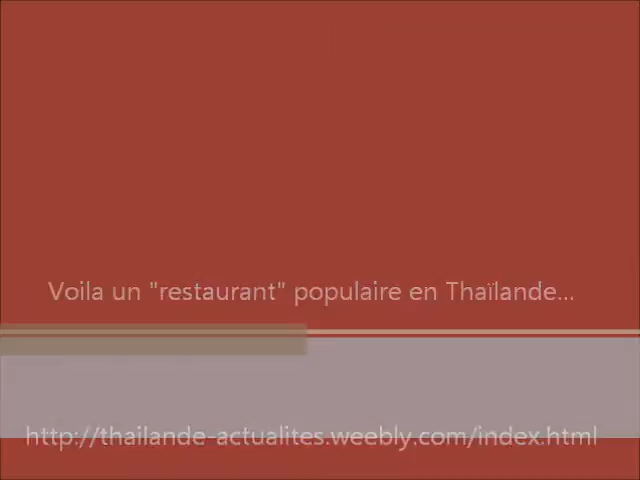 Voila un "restaurant" populaire en Thaïlande...
http://thailande-actualites.weebly.com/index.html